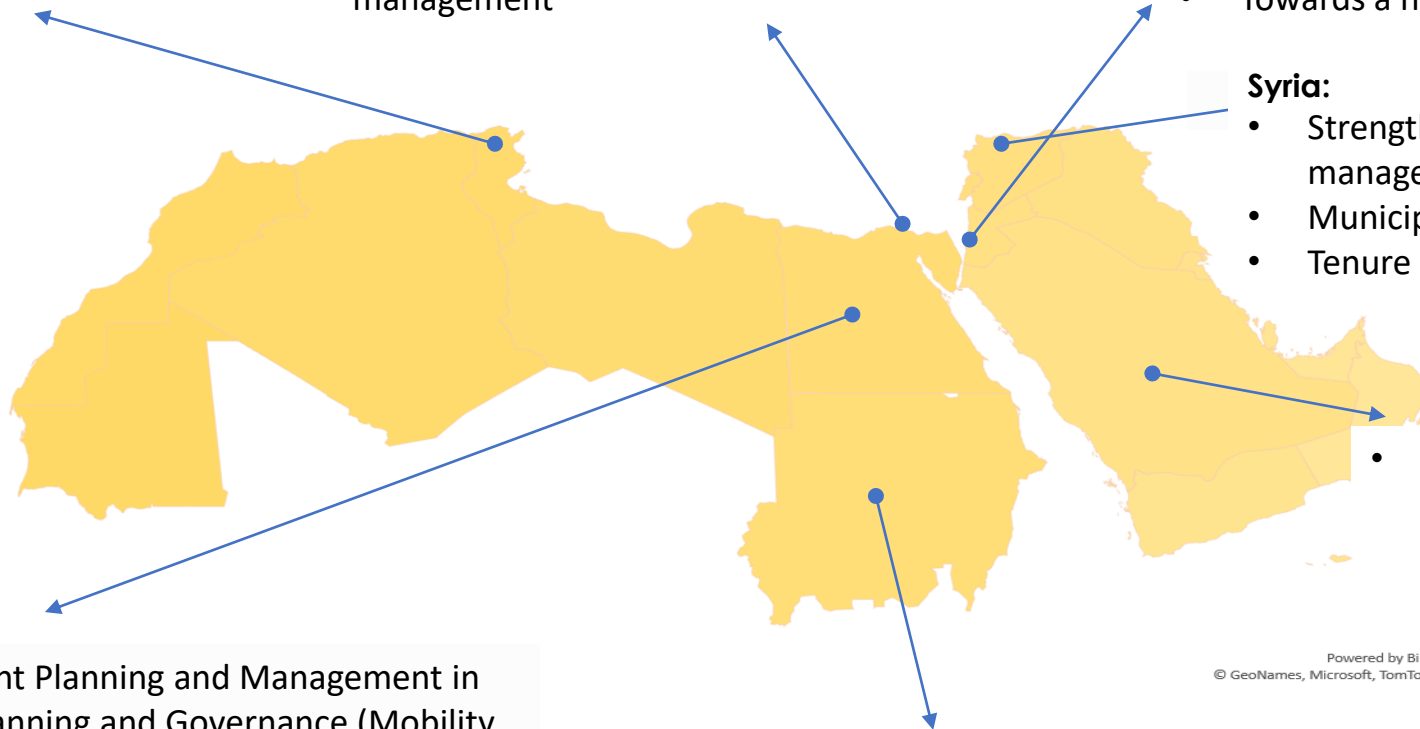 management
Towards a
Syria:
• Strength
manage
• Municip
• Tenure
•
Powered by Bi
© GeoNames, Microsoft, TomTo
nt Planning and Management in
anning and Governance (Mobility